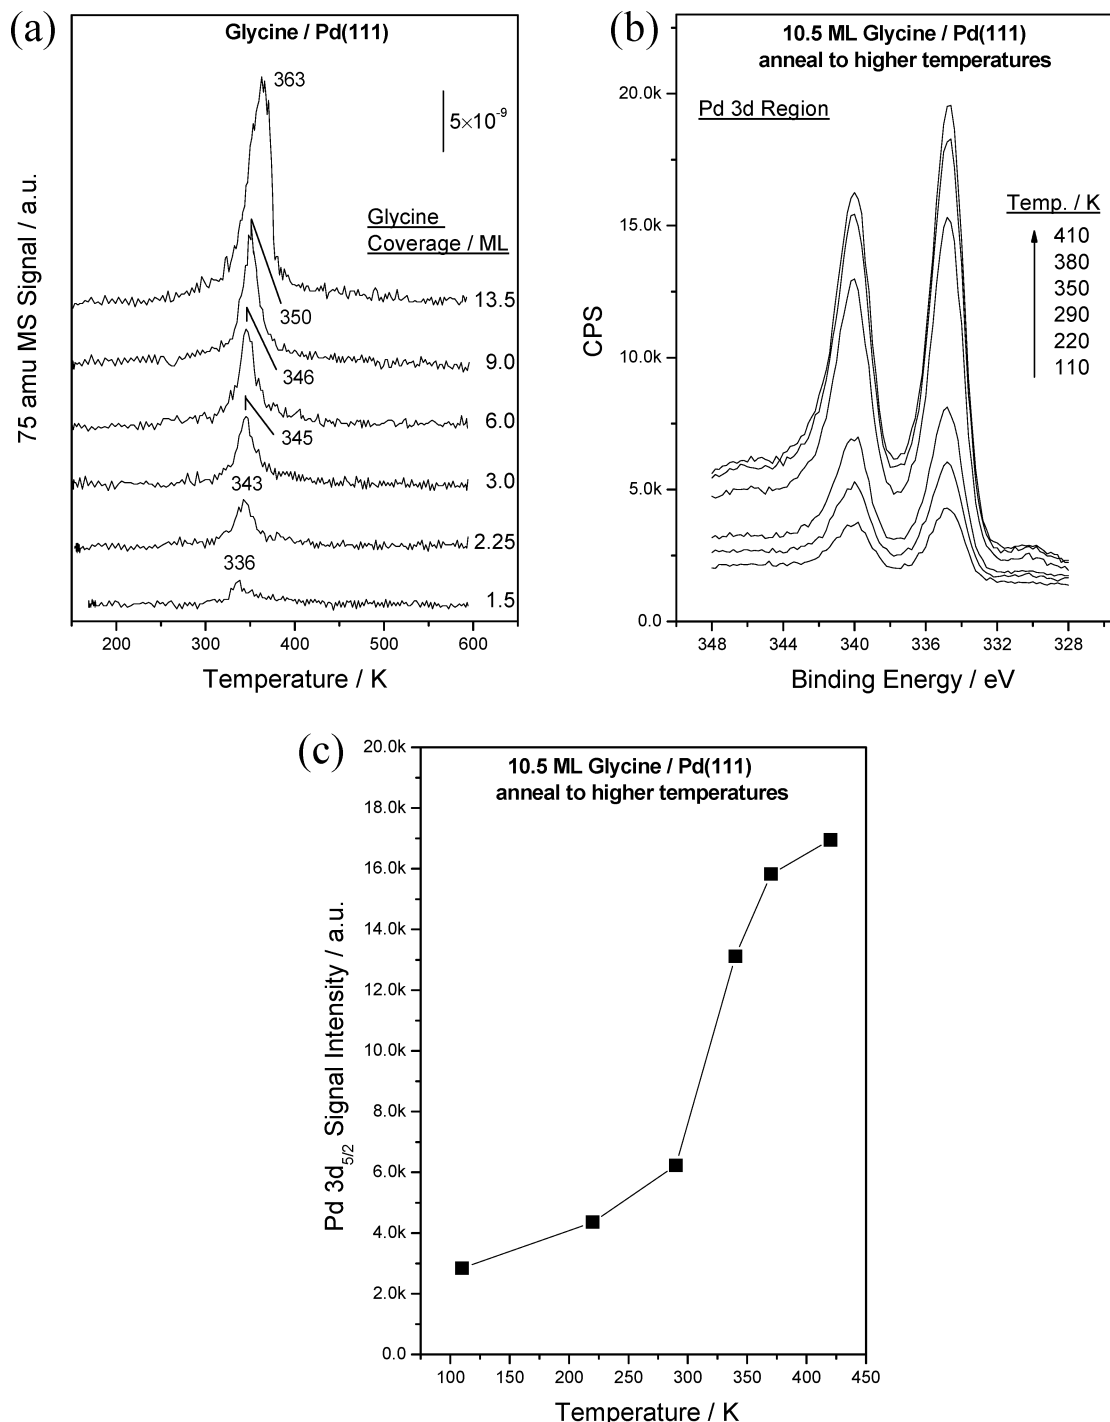 (a)
Glycine / Pd(111)
363
5×10⁻⁹
Glycine
Coverage / ML
13.5
350
9.0
346
6.0
345
3.0
343
2.25
336
1.5
75 amu MS Signal / a.u.
200 300 400 500 600
Temperature / K
(b)
10.5 ML Glycine / Pd(111)
anneal to higher temperatures
20.0k
Pd 3d Region
Temp. / K
410
380
350
290
220
110
15.0k
10.0k
5.0k
0.0
CPS
348 344 340 336 332 328
Binding Energy / eV
(c)
10.5 ML Glycine / Pd(111)
anneal to higher temperatures
20.0k
18.0k
16.0k
14.0k
12.0k
10.0k
8.0k
6.0k
4.0k
2.0k
0.0
Pd 3d₅/₂ Signal Intensity / a.u.
100 150 200 250 300 350 400 450
Temperature / K